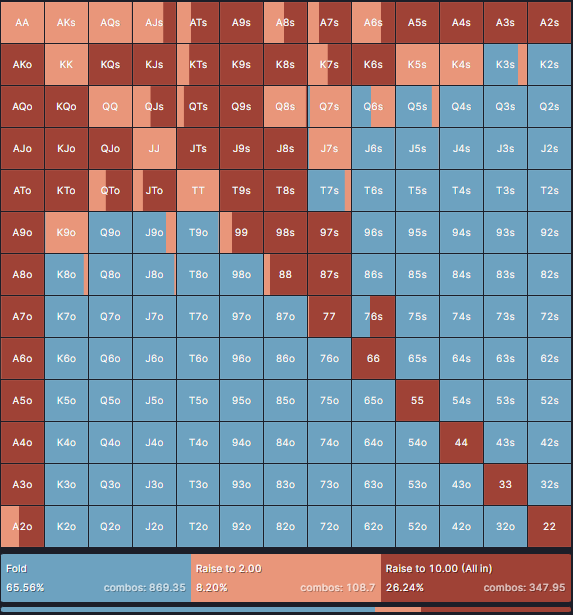 AA AKs AQs AJs ATs A9s A8s A7s A6s A5s A4s A3s A2s
AKo KK KQs KJs KTs K9s K8s K7s K6s K5s K4s K3s K2s
AQo KQo QQ QJs QTs Q9s Q8s Q7s Q6s Q5s Q4s Q3s Q2s
AJo KJo QJo JJ JTs J9s J8s J7s J6s J5s J4s J3s J2s
ATo KTo QTo JTo TT T9s T8s T7s T6s T5s T4s T3s T2s
A9o K9o Q9o J9o T9o 99 98s 97s 96s 95s 94s 93s 92s
A8o K8o Q8o J8o T8o 98o 88 87s 86s 85s 84s 83s 82s
A7o K7o Q7o J7o T7o 97o 87o 77 76s 75s 74s 73s 72s
A6o K6o Q6o J6o T6o 96o 86o 76o 66 65s 64s 63s 62s
A5o K5o Q5o J5o T5o 95o 85o 75o 65o 55 54s 53s 52s
A4o K4o Q4o J4o T4o 94o 84o 74o 64o 54o 44 43s 42s
A3o K3o Q3o J3o T3o 93o 83o 73o 63o 53o 43o 33 32s
A2o K2o Q2o J2o T2o 92o 82o 72o 62o 52o 42o 32o 22
Fold Raise to 2.00 Raise to 10.00 (All in)
65.56% combos: 869.35 8.20% combos: 108.7 26.24% combos: 347.95